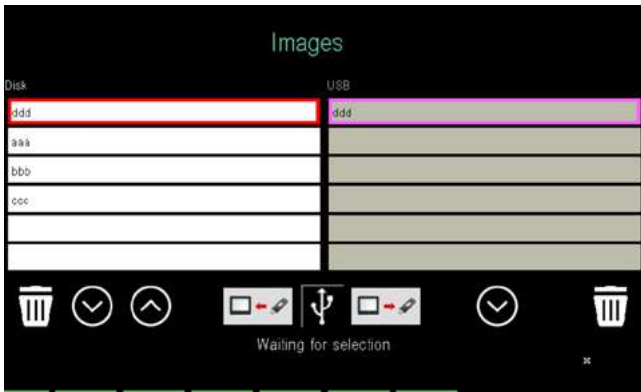 Images
Disk USB
ddd ddd
aaa
bbb
ccc
Waiting for selection